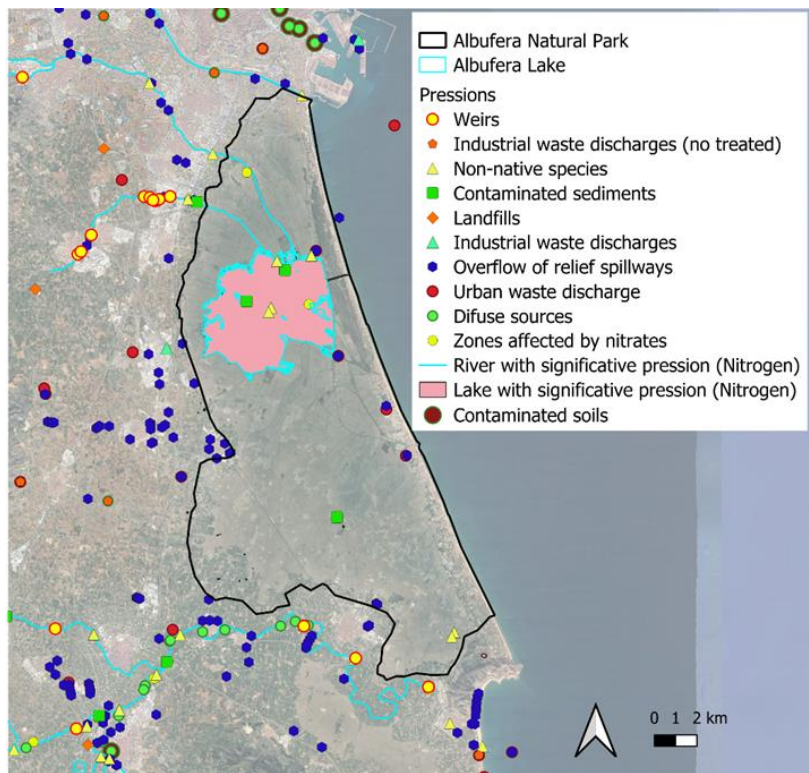 Albufera Natural Park
Albufera Lake
Pressions
Weirs
Industrial waste discharges (no treated)
Non-native species
Contaminated sediments
Landfills
Industrial waste discharges
Overflow of relief spillways
Urban waste discharge
Difuse sources
Zones affected by nitrates
River with significative pression (Nitrogen)
Lake with significative pression (Nitrogen)
Contaminated soils
0 1 2 km